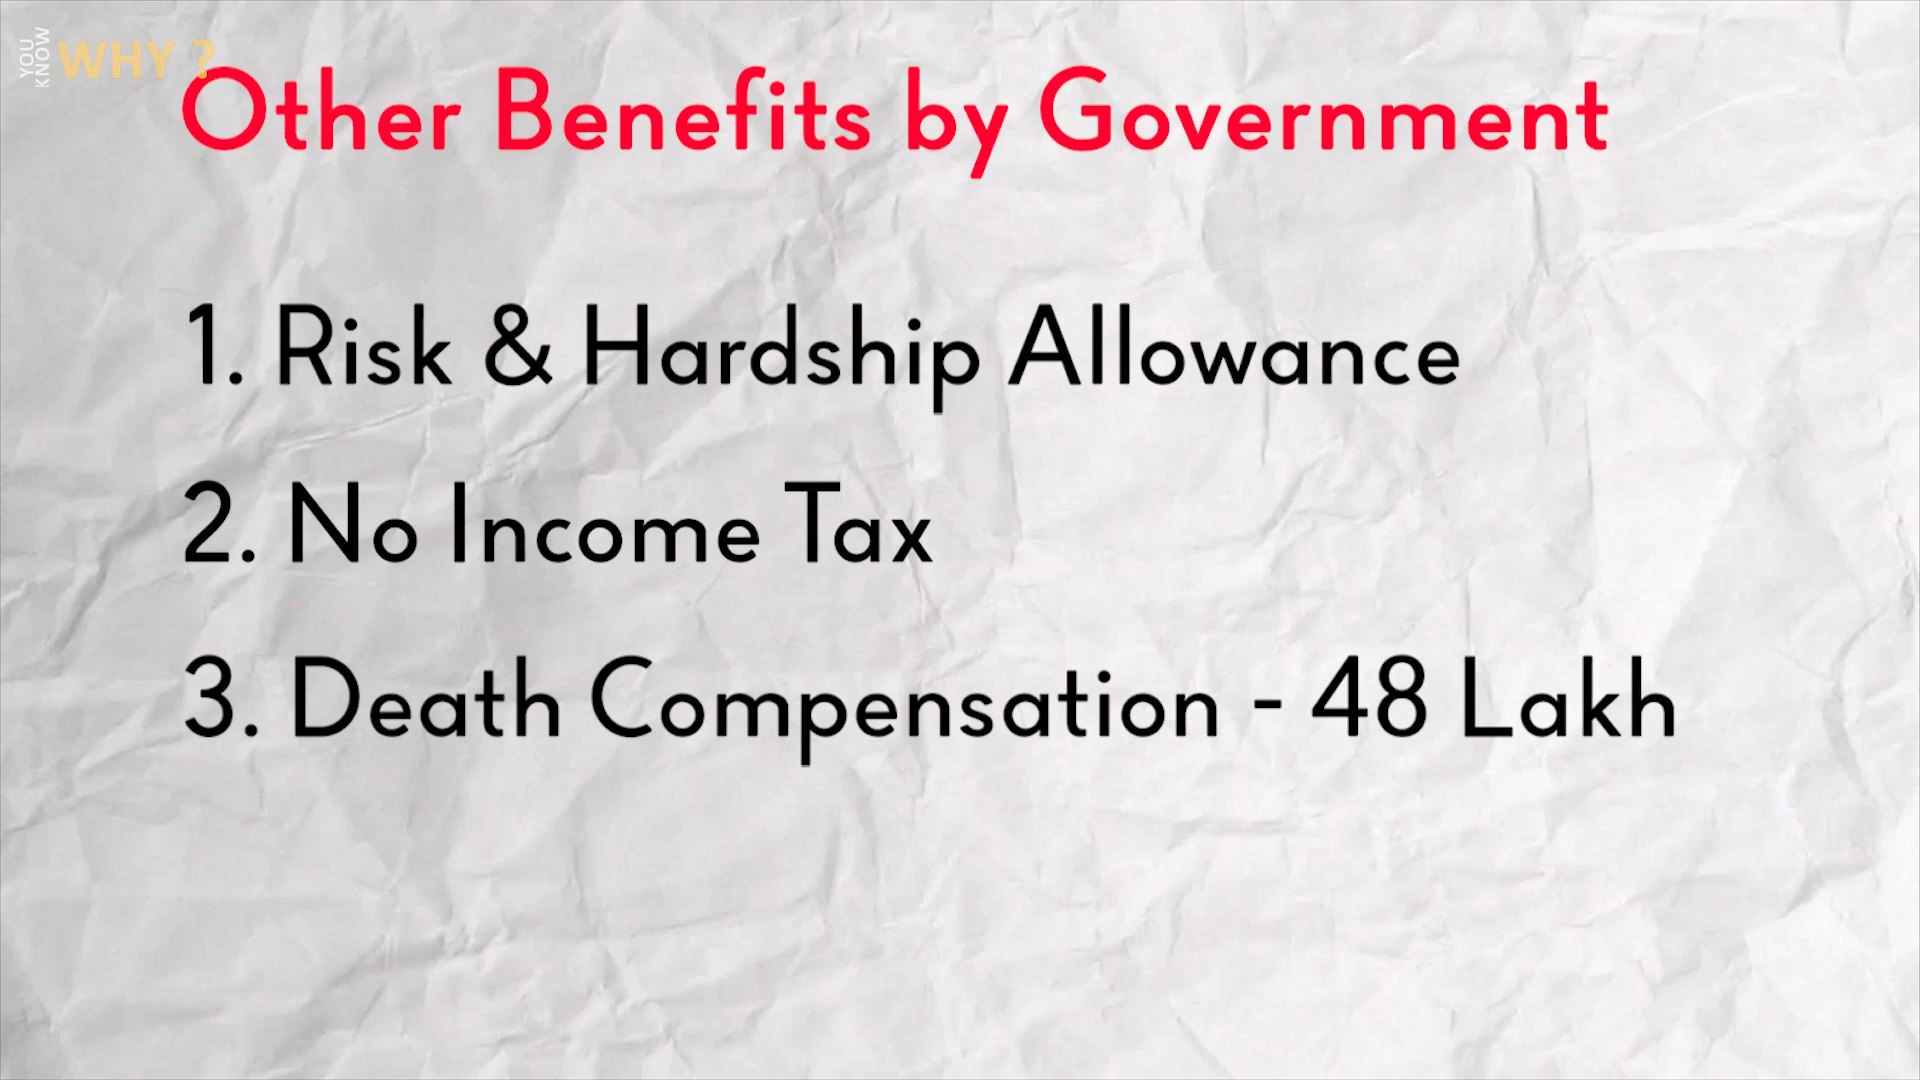 YOU KNOW WHY ?
Other Benefits by Government
1. Risk & Hardship Allowance
2. No Income Tax
3. Death Compensation - 48 Lakh